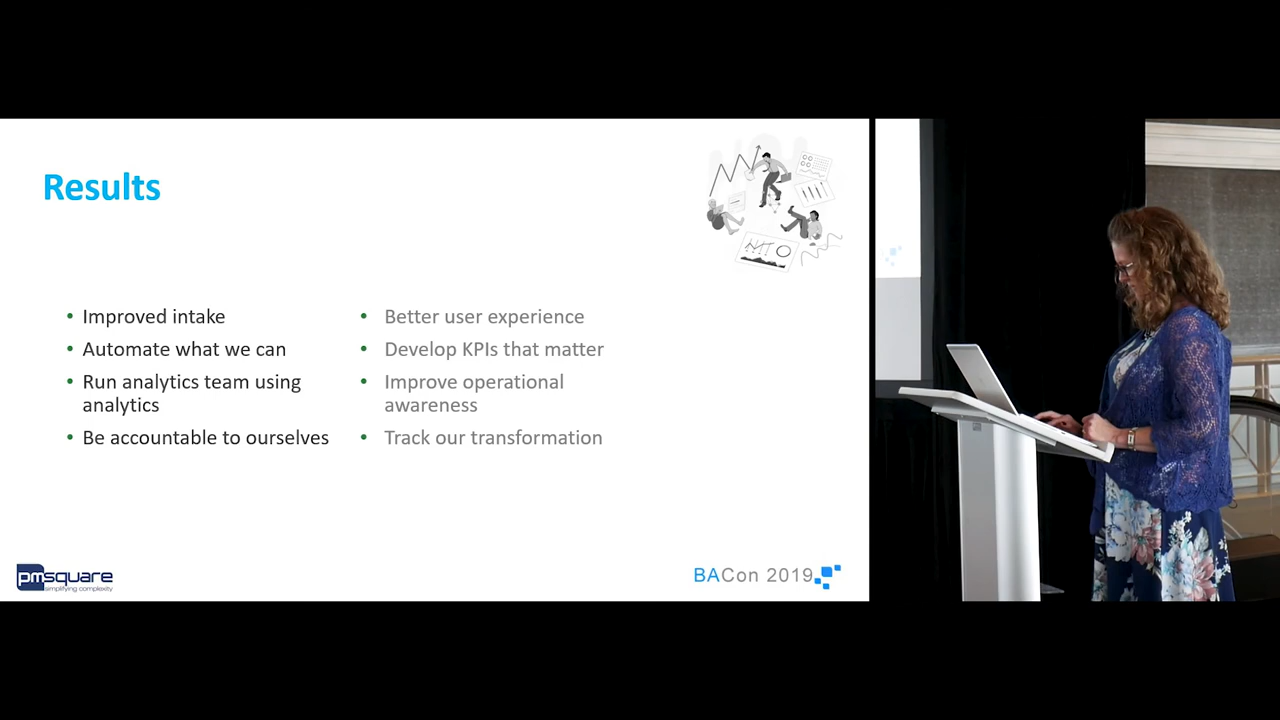 Results
• Improved intake
• Automate what we can
• Run analytics team using
analytics
• Be accountable to ourselves
• Better user experience
• Develop KPIs that matter
• Improve operational
awareness
• Track our transformation
pmsquare
simplifying complexity
BACon 2019